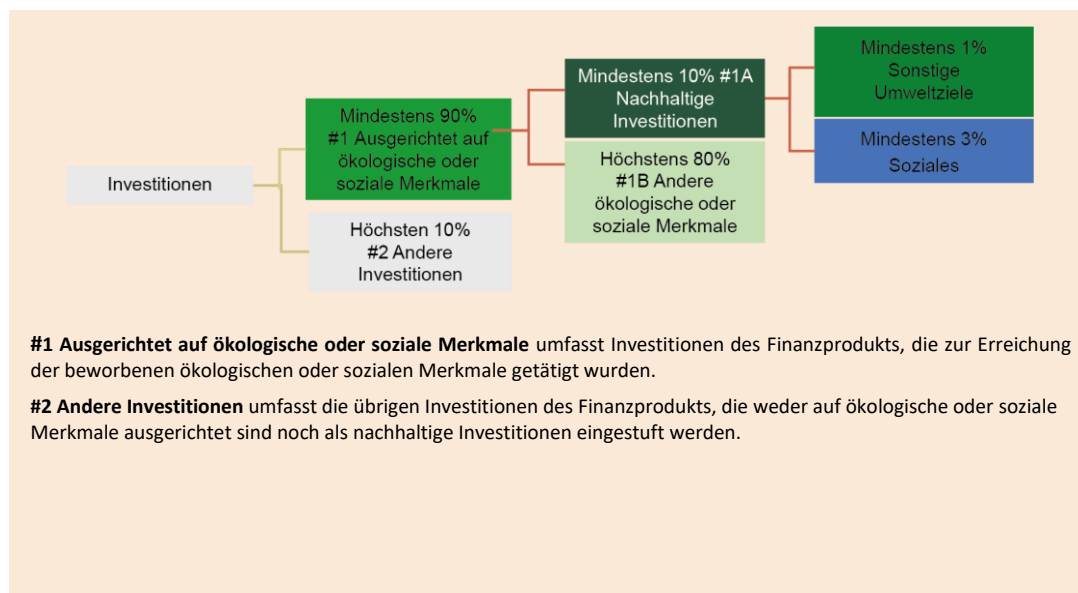 Investitionen
Mindestens 90%
#1 Ausgerichtet auf
ökologische oder
soziale Merkmale
Höchsten 10%
#2 Andere
Investitionen
Mindestens 10% #1A
Nachhaltige
Investitionen
Höchstens 80%
#1B Andere
ökologische oder
soziale Merkmale
Mindestens 1%
Sonstige
Umweltziele
Mindestens 3%
Soziales
#1 Ausgerichtet auf ökologische oder soziale Merkmale umfasst Investitionen des Finanzprodukts, die zur Erreichung
der beworbenen ökologischen oder sozialen Merkmale getätigt wurden.
#2 Andere Investitionen umfasst die übrigen Investitionen des Finanzprodukts, die weder auf ökologische oder soziale
Merkmale ausgerichtet sind noch als nachhaltige Investitionen eingestuft werden.